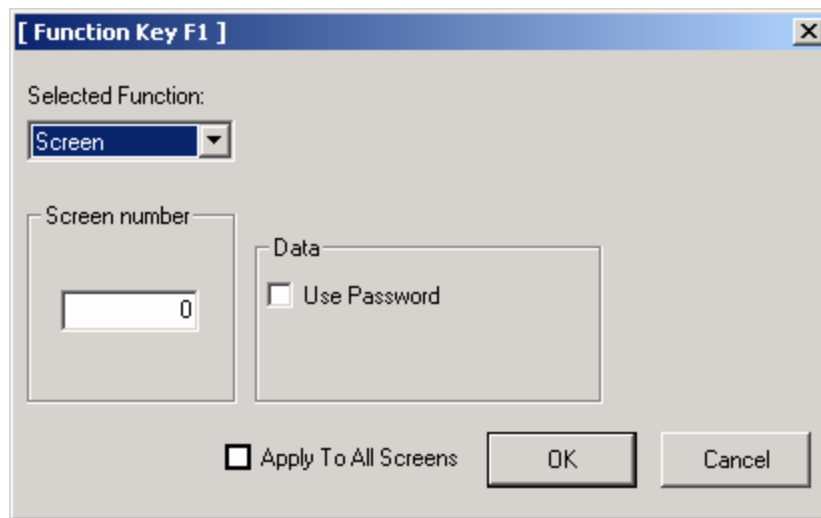 [ Function Key F1 ]
Selected Function:
Screen
Screen number
0
Data
Use Password
Apply To All Screens
OK
Cancel